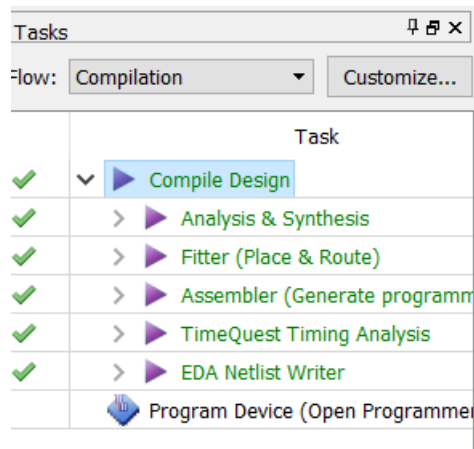 Tasks
Flow: Compilation Customize...
Task
Compile Design
Analysis & Synthesis
Fitter (Place & Route)
Assembler (Generate programm
TimeQuest Timing Analysis
EDA Netlist Writer
Program Device (Open Programmer